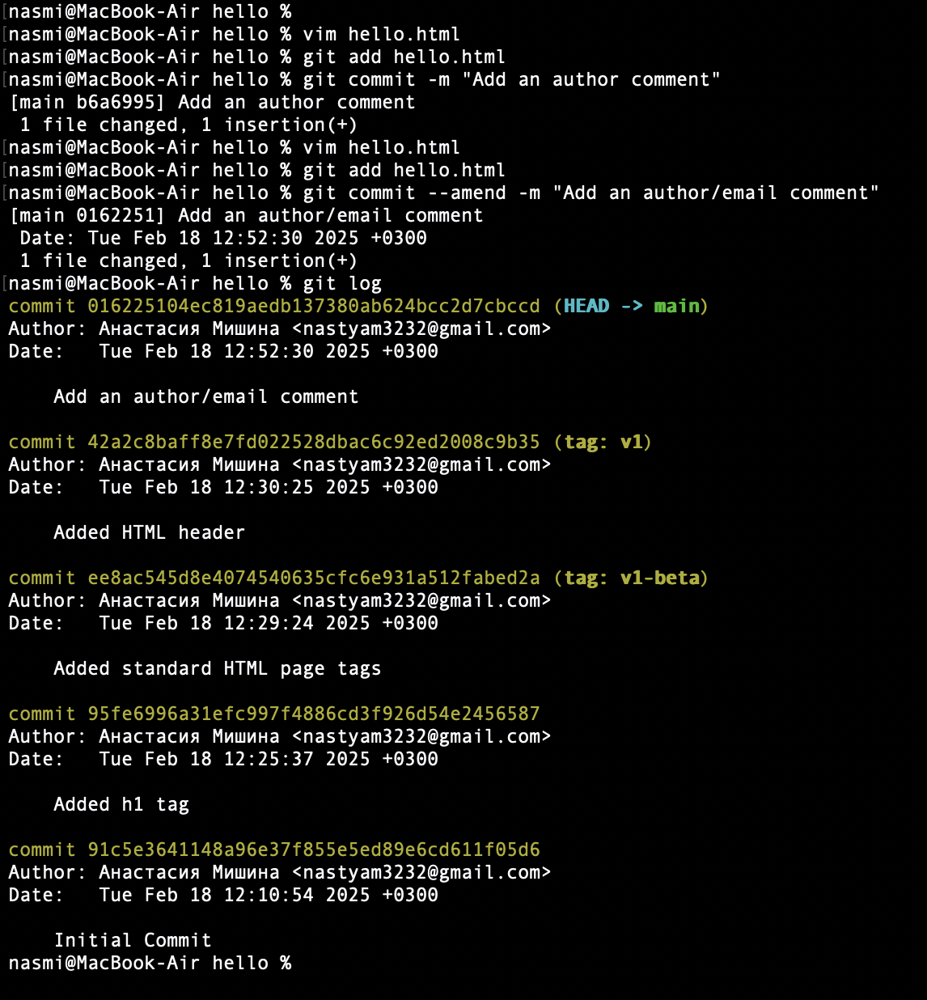 [nasmi@MacBook-Air hello %
[nasmi@MacBook-Air hello % vim hello.html
[nasmi@MacBook-Air hello % git add hello.html
[nasmi@MacBook-Air hello % git commit -m "Add an author comment"
[main b6a6995] Add an author comment
 1 file changed, 1 insertion(+)
[nasmi@MacBook-Air hello % vim hello.html
[nasmi@MacBook-Air hello % git add hello.html
[nasmi@MacBook-Air hello % git commit --amend -m "Add an author/email comment"
[main 0162251] Add an author/email comment
 Date: Tue Feb 18 12:52:30 2025 +0300
 1 file changed, 1 insertion(+)
[nasmi@MacBook-Air hello % git log
commit 016225104ec819aedb137380ab624bcc2d7cbccd (HEAD -> main)
Author: Анастасия Мишина <nastyam3232@gmail.com>
Date:   Tue Feb 18 12:52:30 2025 +0300
    Add an author/email comment
commit 42a2c8baff8e7fd022528dbac6c92ed2008c9b35 (tag: v1)
Author: Анастасия Мишина <nastyam3232@gmail.com>
Date:   Tue Feb 18 12:30:25 2025 +0300
    Added HTML header
commit ee8ac545d8e4074540635cfc6e931a512fabed2a (tag: v1-beta)
Author: Анастасия Мишина <nastyam3232@gmail.com>
Date:   Tue Feb 18 12:29:24 2025 +0300
    Added standard HTML page tags
commit 95fe6996a31efc997f4886cd3f926d54e2456587
Author: Анастасия Мишина <nastyam3232@gmail.com>
Date:   Tue Feb 18 12:25:37 2025 +0300
    Added h1 tag
commit 91c5e3641148a96e37f855e5ed89e6cd611f05d6
Author: Анастасия Мишина <nastyam3232@gmail.com>
Date:   Tue Feb 18 12:10:54 2025 +0300
    Initial Commit
nasmi@MacBook-Air hello %